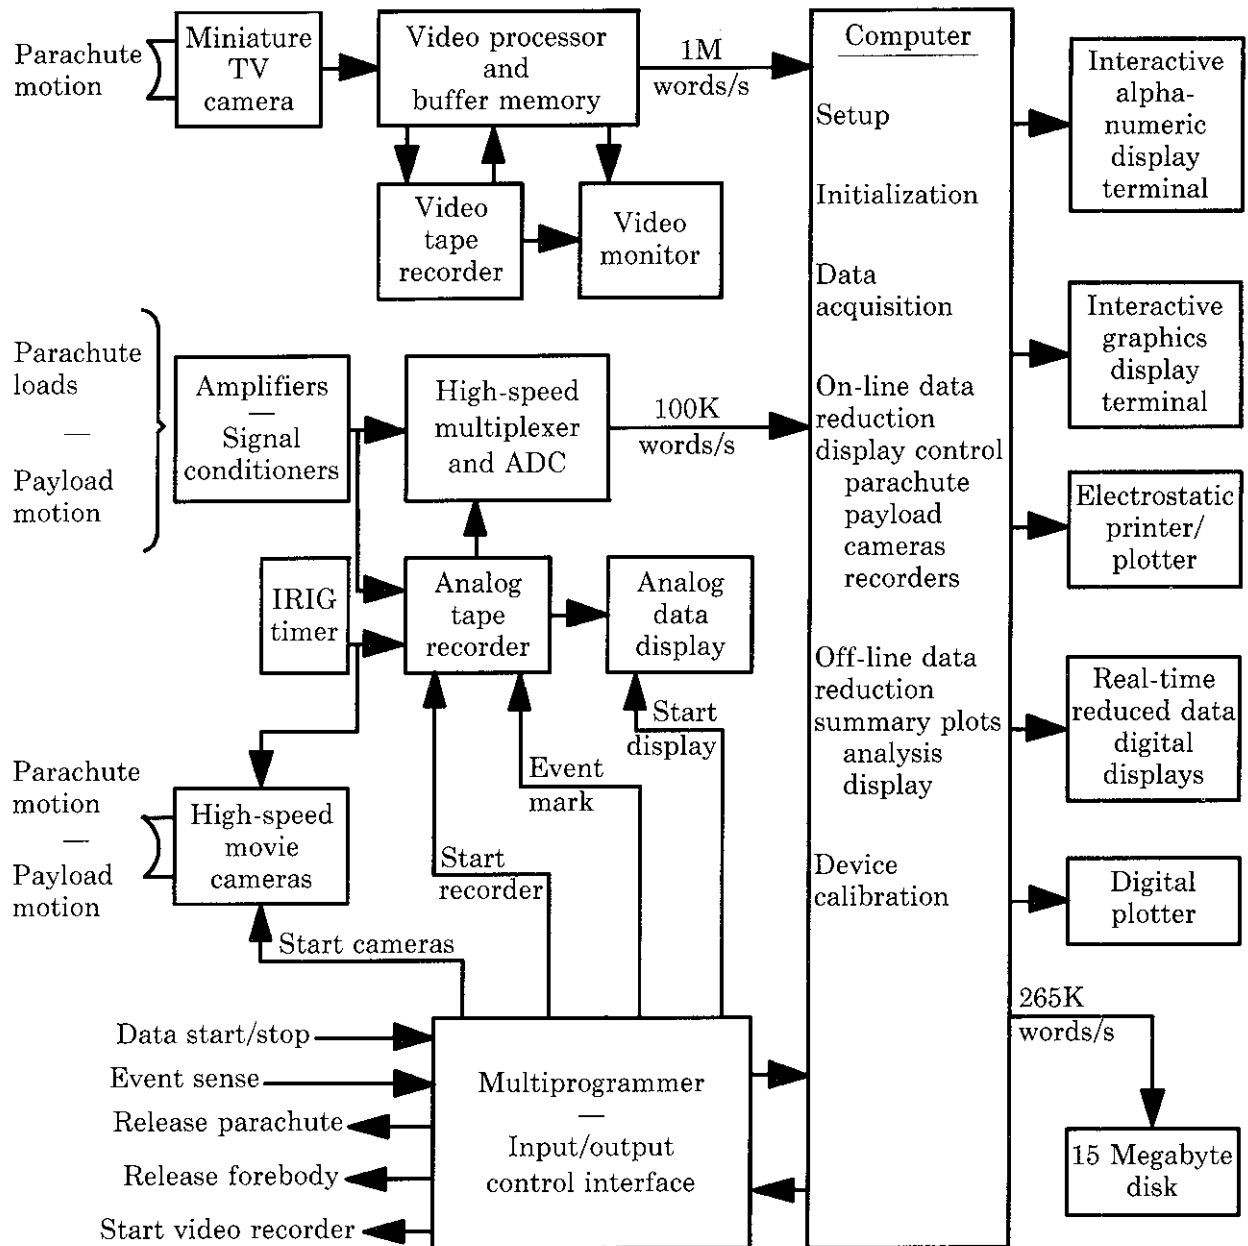 Parachute
motion
Miniature
TV
camera
Video processor
and
buffer memory
1M
words/s
Video
tape
recorder
Video
monitor
Parachute
loads
—
Payload
motion
Amplifiers
—
Signal
conditioners
High-speed
multiplexer
and ADC
100K
words/s
IRIG
timer
Analog
tape
recorder
Analog
data
display
Parachute
motion
—
Payload
motion
High-speed
movie
cameras
Start cameras
Start
recorder
Event
mark
Start
display
Data start/stop
Event sense
Release parachute
Release forebody
Start video recorder
Multiprogrammer
—
Input/output
control interface
Computer
Setup
Initialization
Data
acquisition
On-line data
reduction
display control
parachute
payload
cameras
recorders
Off-line data
reduction
summary plots
analysis
display
Device
calibration
Interactive
alpha-
numeric
display
terminal
Interactive
graphics
display
terminal
Electrostatic
printer/
plotter
Real-time
reduced data
digital
displays
Digital
plotter
265K
words/s
15 Megabyte
disk